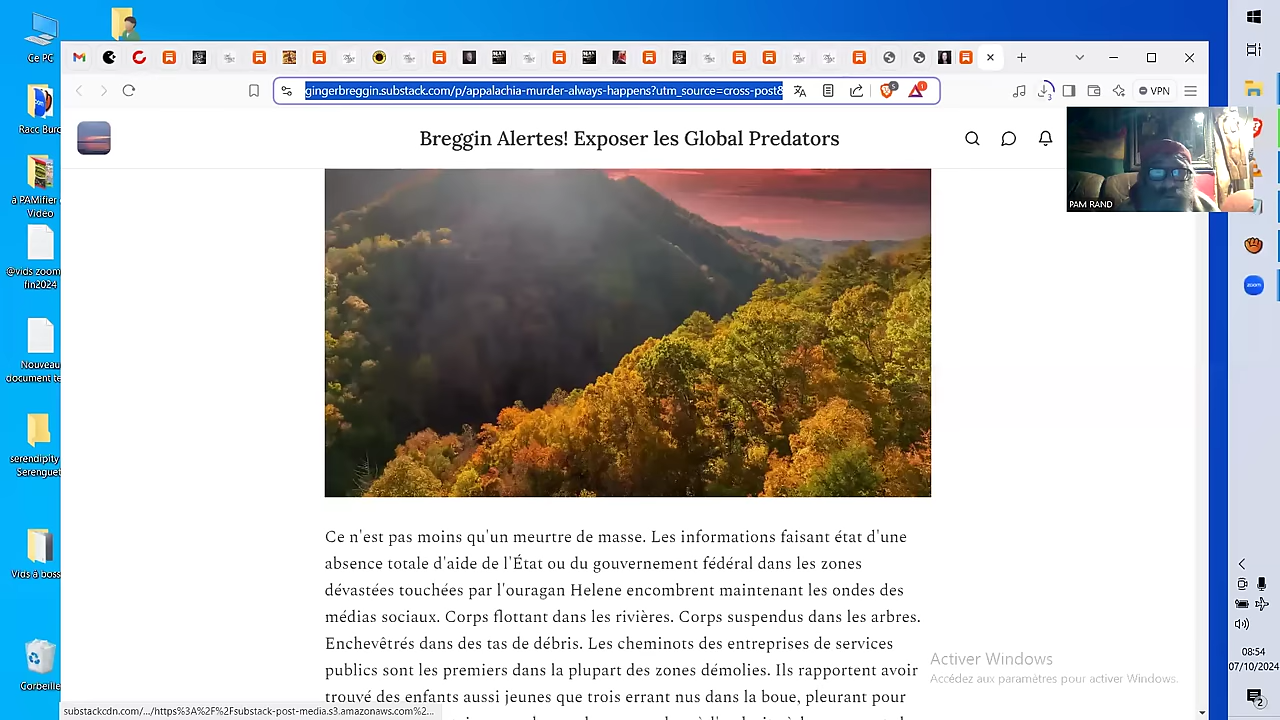 Ce PC
Racc Burc
a PAMifier
Video
@vids zoom
fin2024
Nouveau
document te
serendipity
Serenguet
Vids à boss
Corbeille
gingerbreggin.substack.com/p/appalachia-murder-always-happens?utm_source=cross-post&
VPN
Breggin Alertes! Exposer les Global Predators
PAM RAND
zoom
Ce n'est pas moins qu'un meurtre de masse. Les informations faisant état d'une
absence totale d'aide de l'État ou du gouvernement fédéral dans les zones
dévastées touchées par l'ouragan Helene encombrent maintenant les ondes des
médias sociaux. Corps flottant dans les rivières. Corps suspendus dans les arbres.
Enchevêtrés dans des tas de débris. Les cheminots des entreprises de services
publics sont les premiers dans la plupart des zones démolies. Ils rapportent avoir
trouvé des enfants aussi jeunes que trois errant nus dans la boue, pleurant pour
Activer Windows
Accédez aux paramètres pour activer Windows.
08:54
07/10/2024
2
substackcdn.com/.../https%3A%2F%2Fsubstack-post-media.s3.amazonaws.com%2...